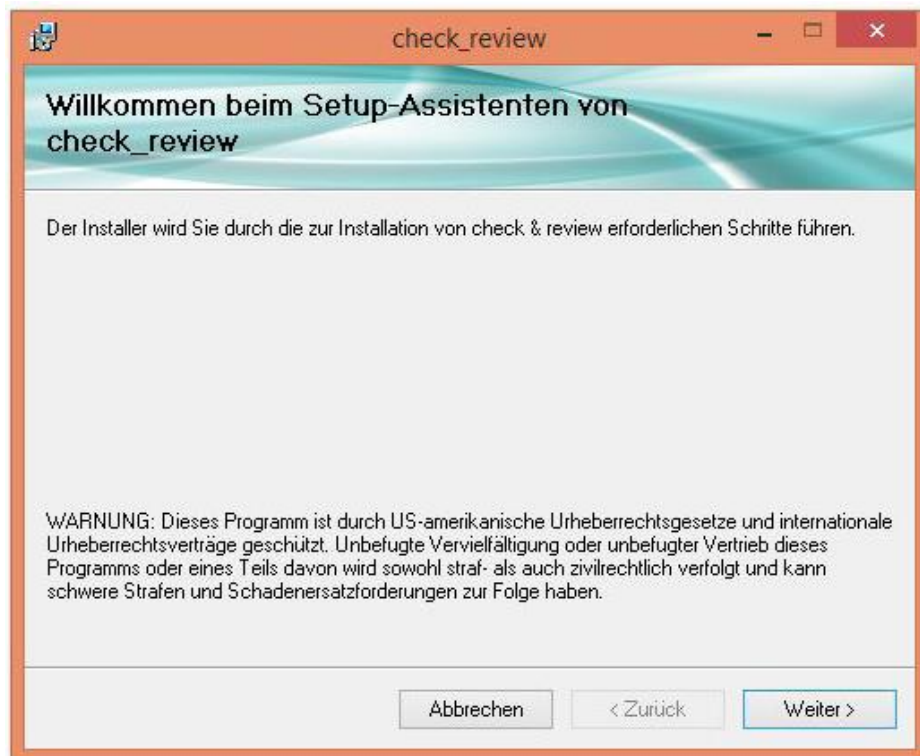 check_review
Willkommen beim Setup-Assistenten von
check_review
Der Installer wird Sie durch die zur Installation von check & review erforderlichen Schritte führen.
WARNUNG: Dieses Programm ist durch US-amerikanische Urheberrechtsgesetze und internationale
Urheberrechtsverträge geschützt. Unbefugte Vervielfältigung oder unbefugter Vertrieb dieses
Programms oder eines Teils davon wird sowohl straf- als auch zivilrechtlich verfolgt und kann
schwere Strafen und Schadenersatzforderungen zur Folge haben.
Abbrechen
< Zurück
Weiter >